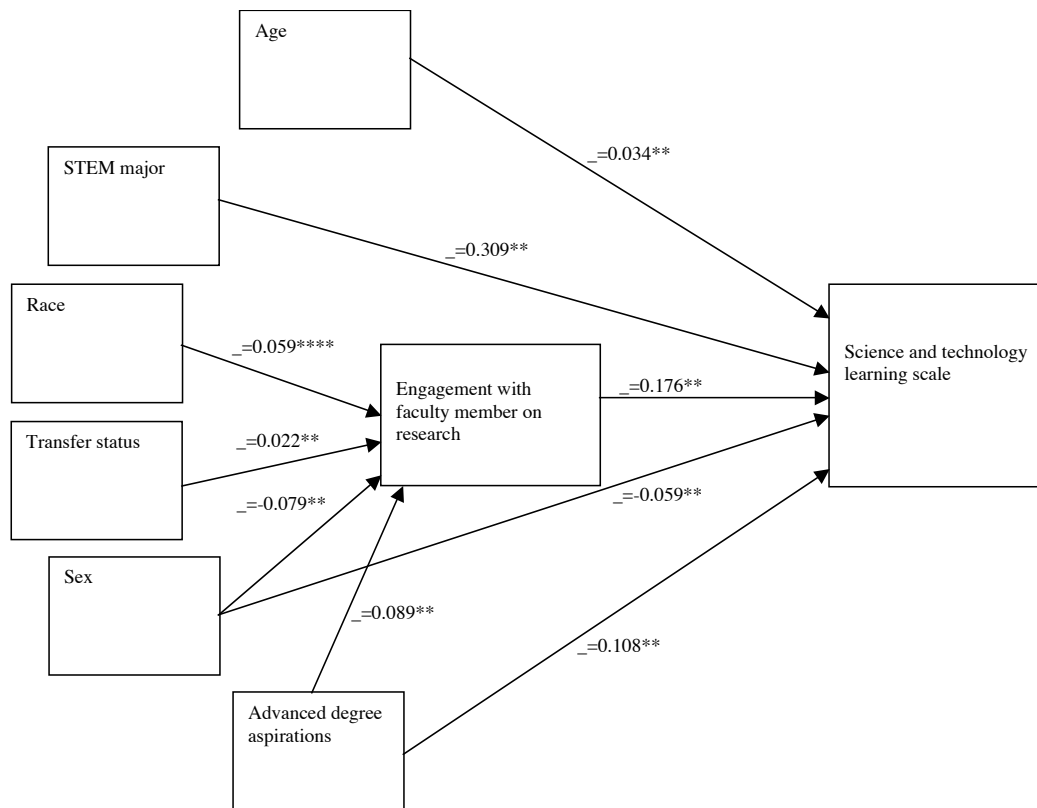 Age
_=0.034**
STEM major
_=0.309**
Race
_=0.059****
Science and technology
learning scale
Engagement with
faculty member on
research
_=0.176**
Transfer status
_=0.022**
_=-0.079**
_=-0.059**
Sex
_=0.089**
_=0.108**
Advanced degree
aspirations